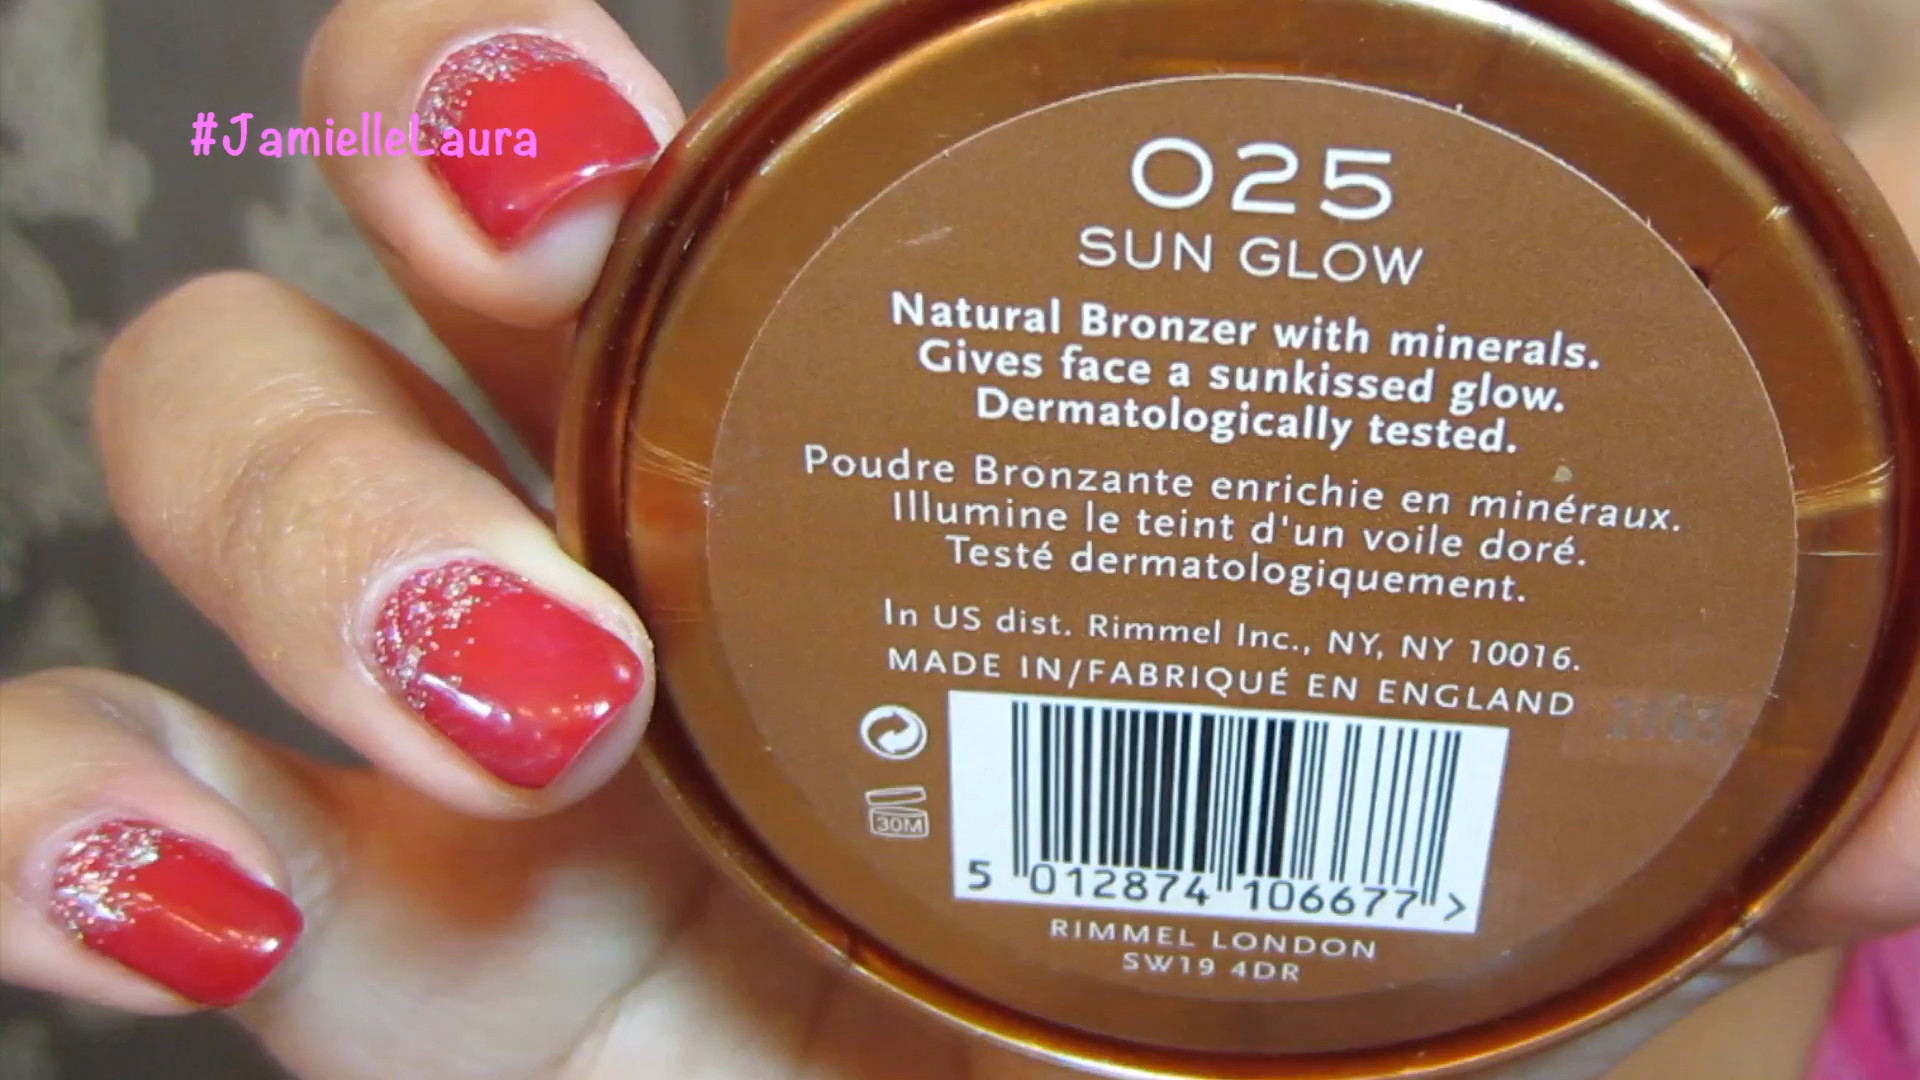 #JamielleLaura
025
SUN GLOW
Natural Bronzer with minerals.
Gives face a sunkissed glow.
Dermatologically tested.
Poudre Bronzante enrichie en minéraux.
Illumine le teint d'un voile doré.
Testé dermatologiquement.
In US dist. Rimmel Inc., NY, NY 10016.
MADE IN/FABRIQUÉ EN ENGLAND
30M
5 012874 106677 >
RIMMEL LONDON
SW19 4DR